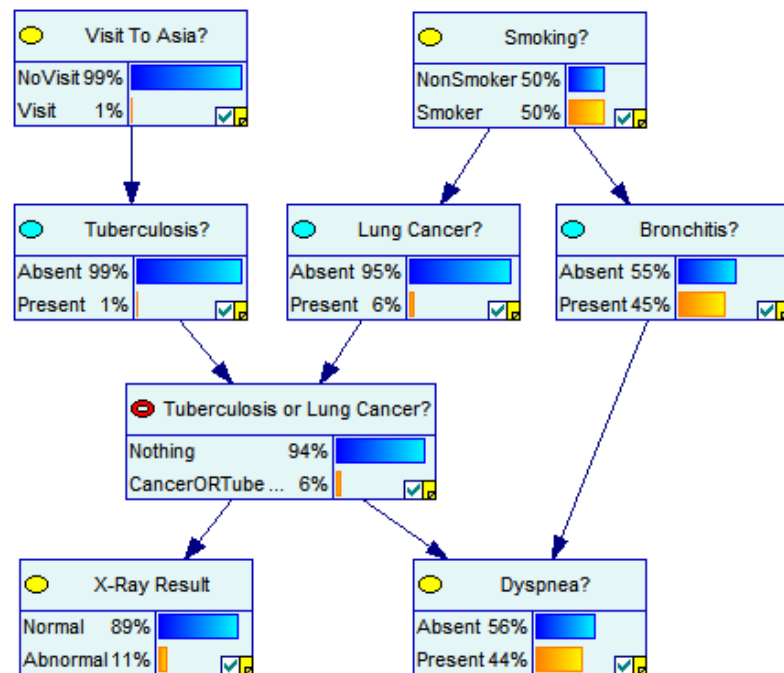 Visit To Asia?
NoVisit 99%
Visit 1%
Smoking?
NonSmoker 50%
Smoker 50%
Tuberculosis?
Absent 99%
Present 1%
Lung Cancer?
Absent 95%
Present 6%
Bronchitis?
Absent 55%
Present 45%
Tuberculosis or Lung Cancer?
Nothing 94%
CancerORTube ... 6%
X-Ray Result
Normal 89%
Abnormal 11%
Dyspnea?
Absent 56%
Present 44%